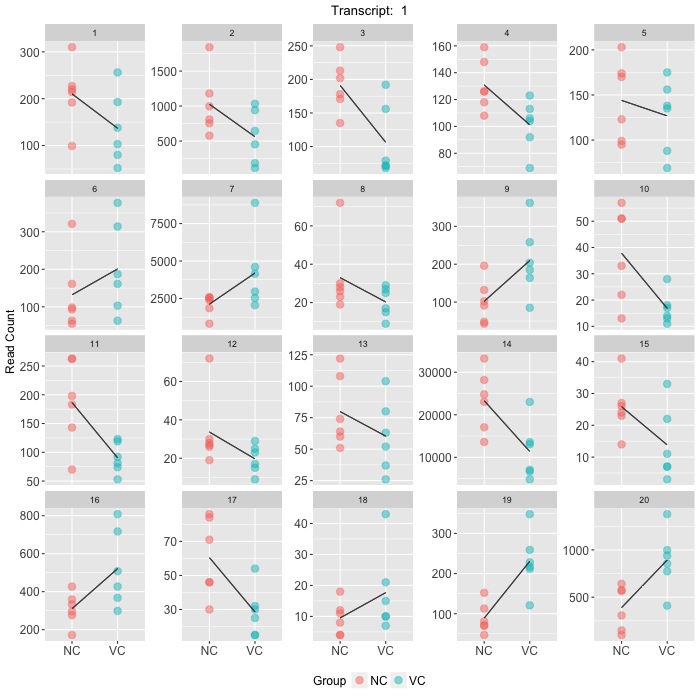 Transcript: 1
1 2 3 4 5
300 200 100
1500 1000 500
250 200 150 100
160 140 120 100 80
200 150 100
6 7 8 9 10
300 200 100
7500 5000 2500
60 40 20
300 200 100
50 40 30 20 10
Read Count
11 12 13 14 15
250 200 150 100 50
60 40 20
125 100 75 50 25
30000 20000 10000
40 30 20 10
16 17 18 19 20
800 600 400 200
70 50 30
40 30 20 10
300 200 100
1000 500
NC VC NC VC NC VC NC VC NC VC
Group NC VC